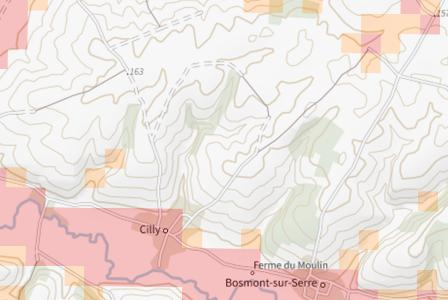 .163
Cilly
Ferme du Moulin
Bosmont-sur-Serre